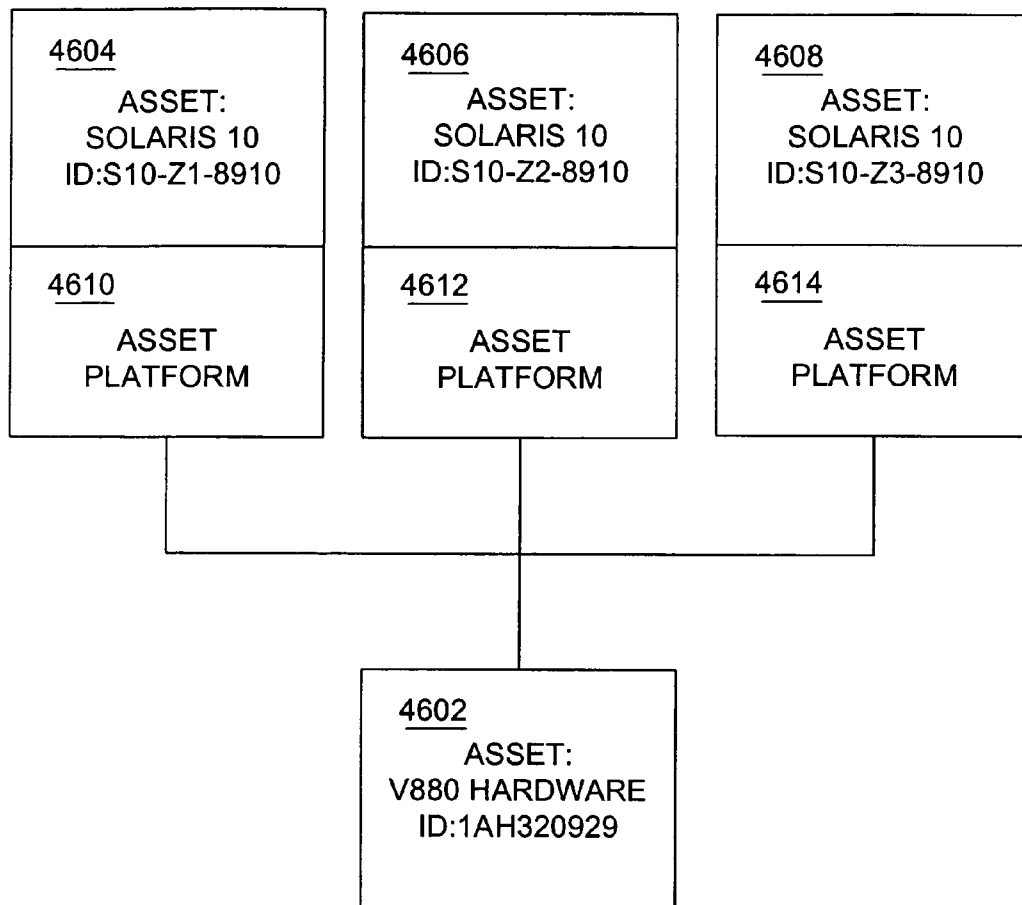 4604
ASSET:
SOLARIS 10
ID:S10-Z1-8910
4606
ASSET:
SOLARIS 10
ID:S10-Z2-8910
4608
ASSET:
SOLARIS 10
ID:S10-Z3-8910
4610
ASSET
PLATFORM
4612
ASSET
PLATFORM
4614
ASSET
PLATFORM
4602
ASSET:
V880 HARDWARE
ID:1AH320929